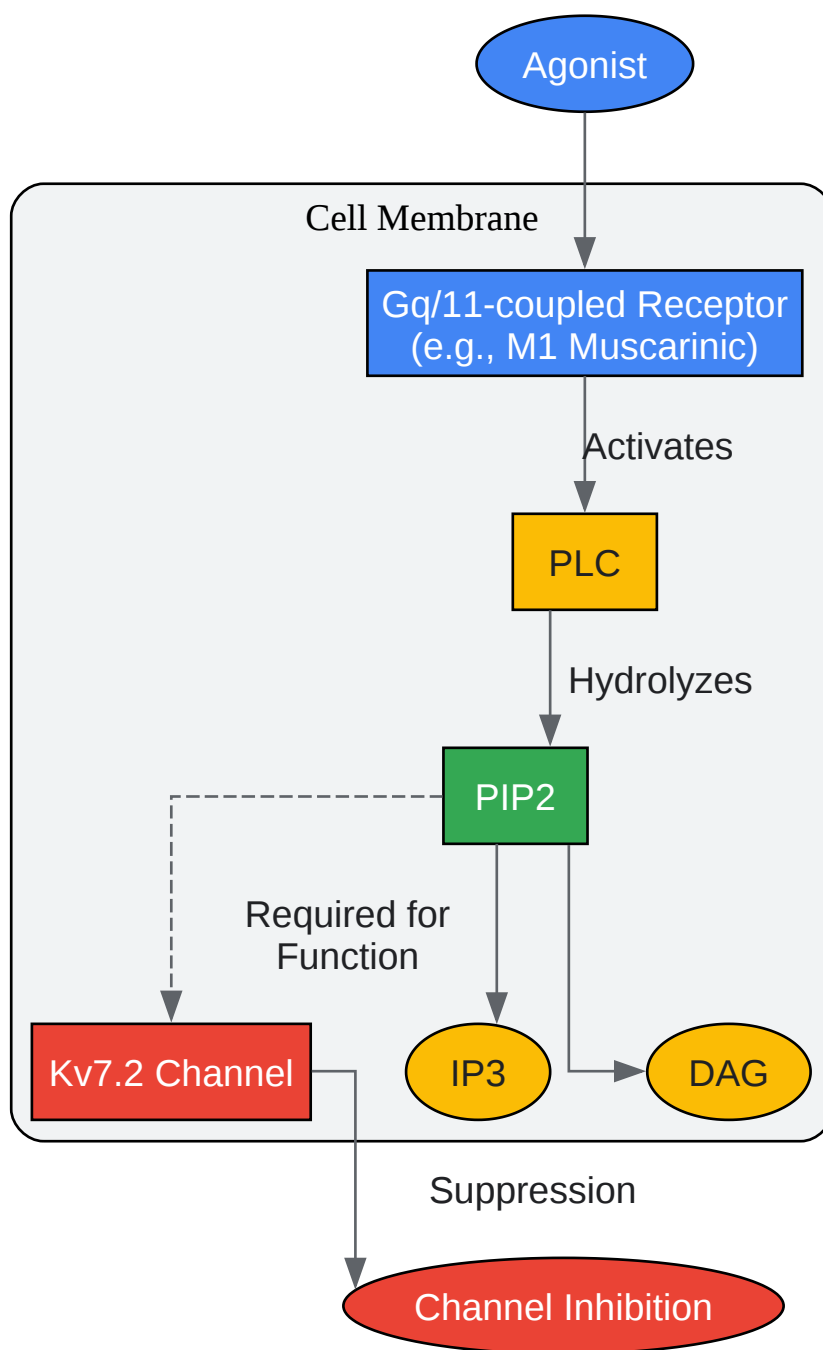 Agonist
Cell Membrane
Gq/11-coupled Receptor
(e.g., M1 Muscarinic)
Activates
PLC
Hydrolyzes
PIP2
Required for
Function
Kv7.2 Channel
IP3
DAG
Suppression
Channel Inhibition